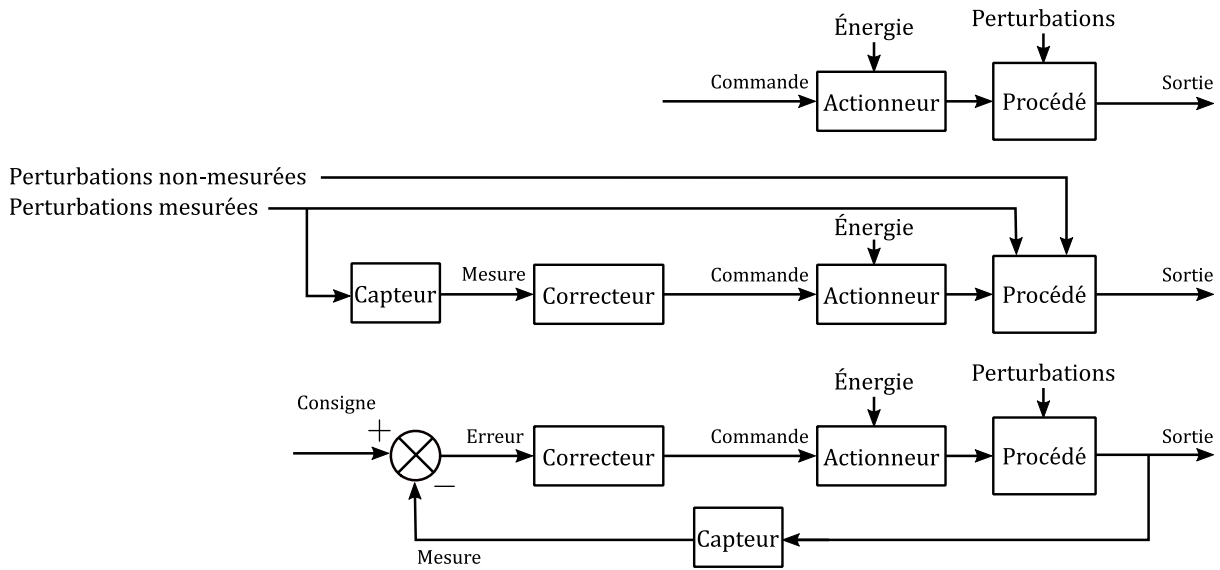 Énergie
Perturbations
Commande
Actionneur
Procédé
Sortie
Perturbations non-mesurées
Perturbations mesurées
Énergie
Capteur
Mesure
Correcteur
Commande
Actionneur
Procédé
Sortie
Énergie
Perturbations
Consigne
+
−
Erreur
Correcteur
Commande
Actionneur
Procédé
Sortie
Capteur
Mesure